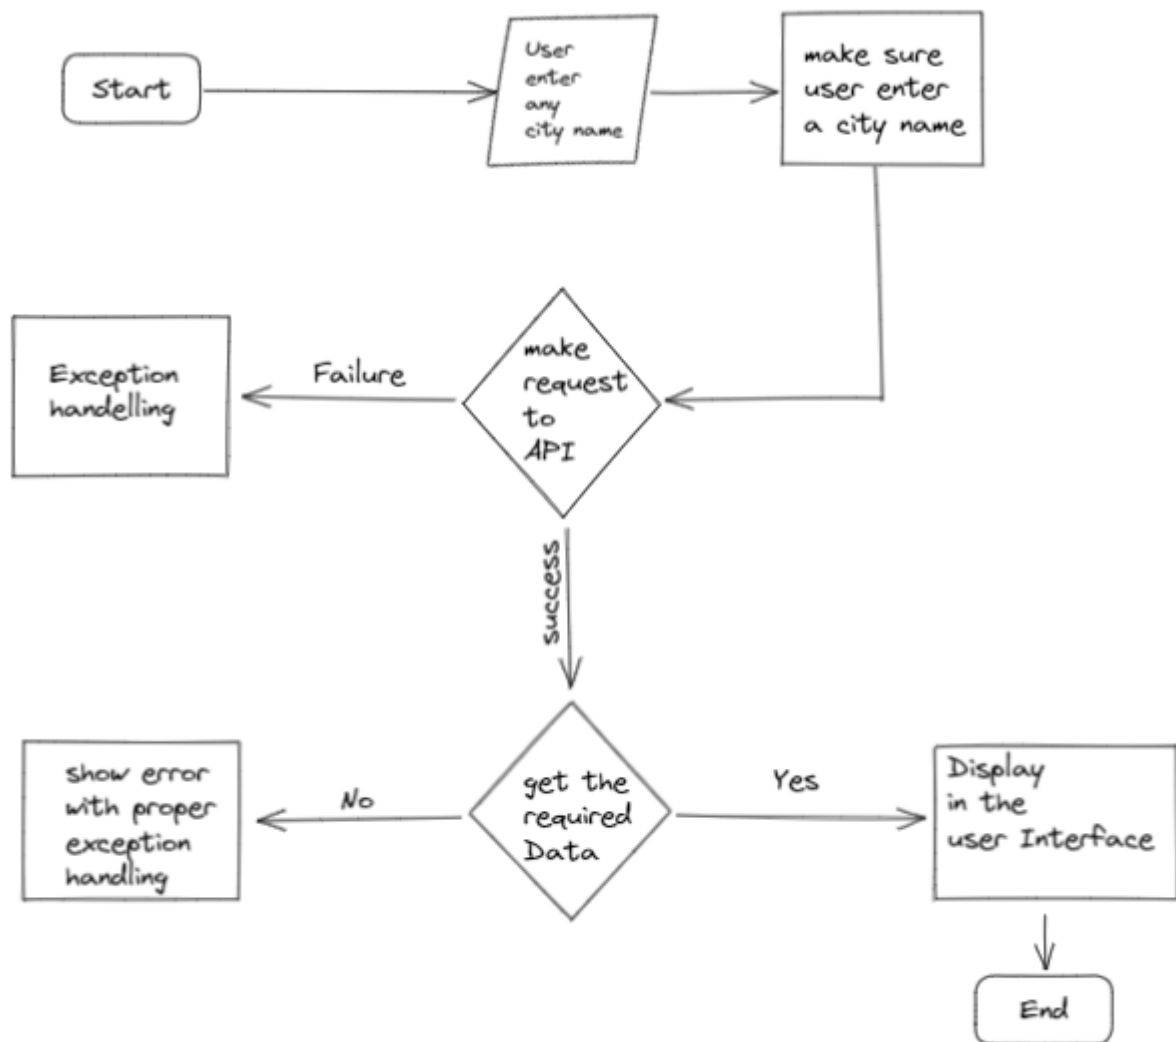 Start
User
enter
any
city name
make sure
user enter
a city name
Exception
handelling
Failure
make
request
to
API
success
show error
with proper
exception
handling
No
get the
required
Data
Yes
Display
in the
user Interface
End